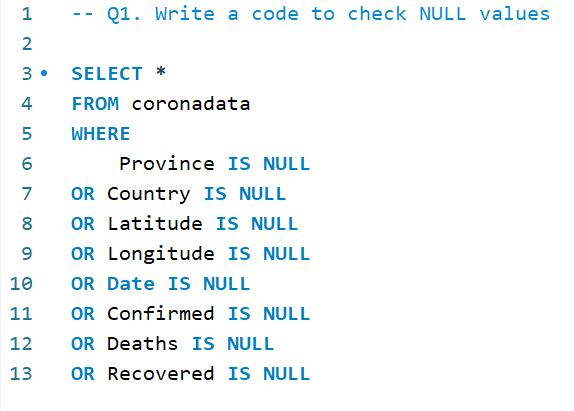 1 -- Q1. Write a code to check NULL values
2
3 SELECT *
4 FROM coronadata
5 WHERE
6 Province IS NULL
7 OR Country IS NULL
8 OR Latitude IS NULL
9 OR Longitude IS NULL
10 OR Date IS NULL
11 OR Confirmed IS NULL
12 OR Deaths IS NULL
13 OR Recovered IS NULL